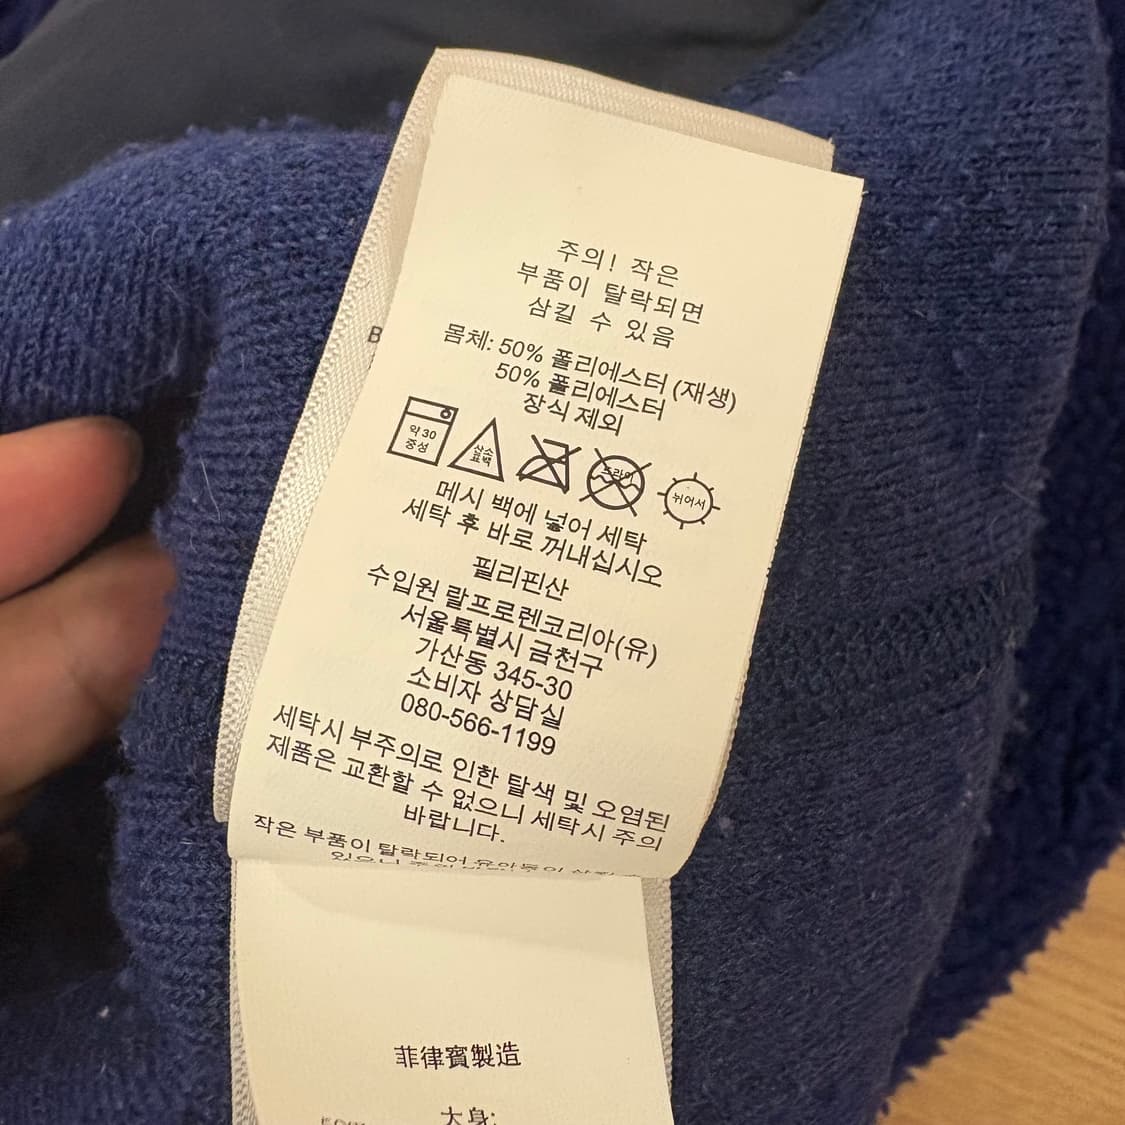 주의! 작은
부품이 탈락되면
삼킬 수 있음
몸체: 50% 폴리에스터 (재생)
50% 폴리에스터
장식 제외
약 30
중성
산소
표백
드라이
뉘어서
메시 백에 넣어 세탁
세탁 후 바로 꺼내십시오
필리핀산
수입원 랄프로렌코리아(유)
서울특별시 금천구
가산동 345-30
소비자 상담실
080-566-1199
세탁시 부주의로 인한 탈색 및 오염된
제품은 교환할 수 없으니 세탁시 주의
바랍니다.
작은 부품이 탈락되어 유아등이
B
菲律賓製造
大身: